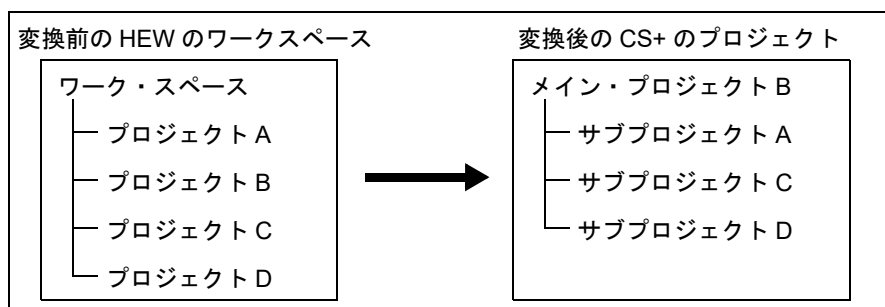 変換前の HEW のワークスペース
ワーク・スペース
プロジェクト A
プロジェクト B
プロジェクト C
プロジェクト D
変換後の CS+ のプロジェクト
メイン・プロジェクト B
サブプロジェクト A
サブプロジェクト C
サブプロジェクト D